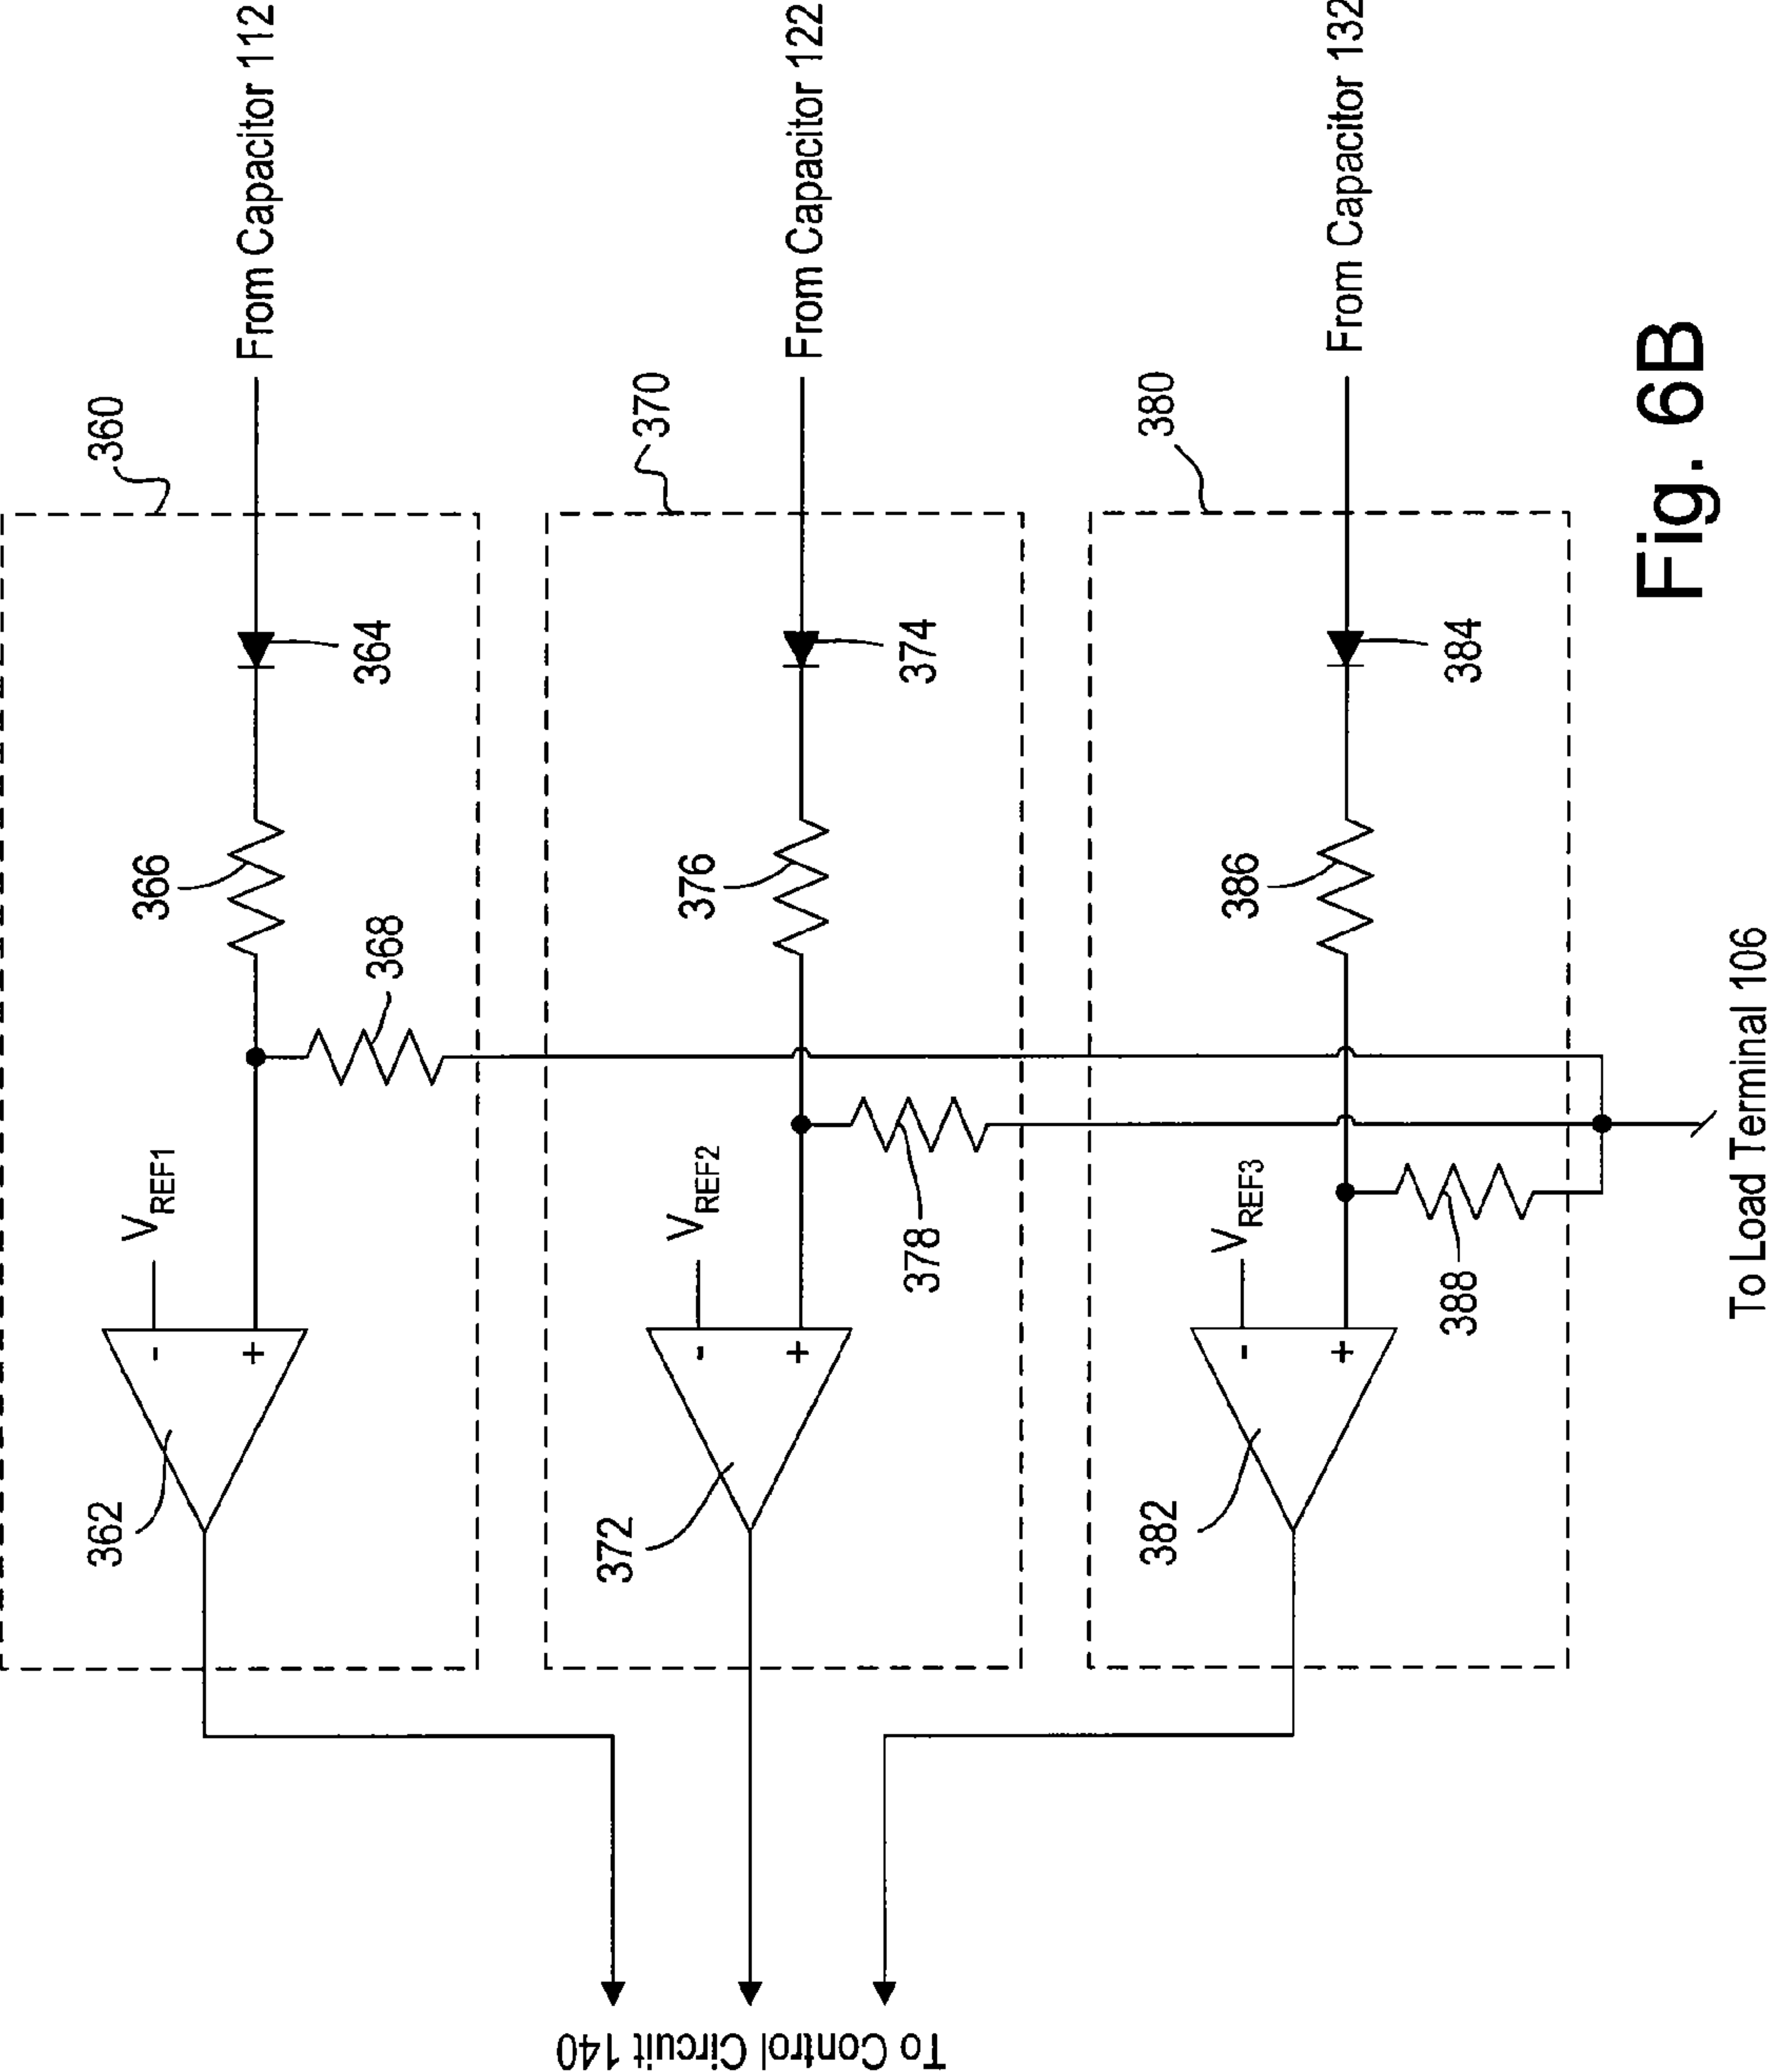 From Capacitor 112
From Capacitor 122
From Capacitor 132
360
370
380
364
374
384
366
376
386
368
378
388
VREF1
VREF2
VREF3
-
+
-
+
-
+
362
372
382
To Control Circuit 140
To Load Terminal 106
Fig. 6B